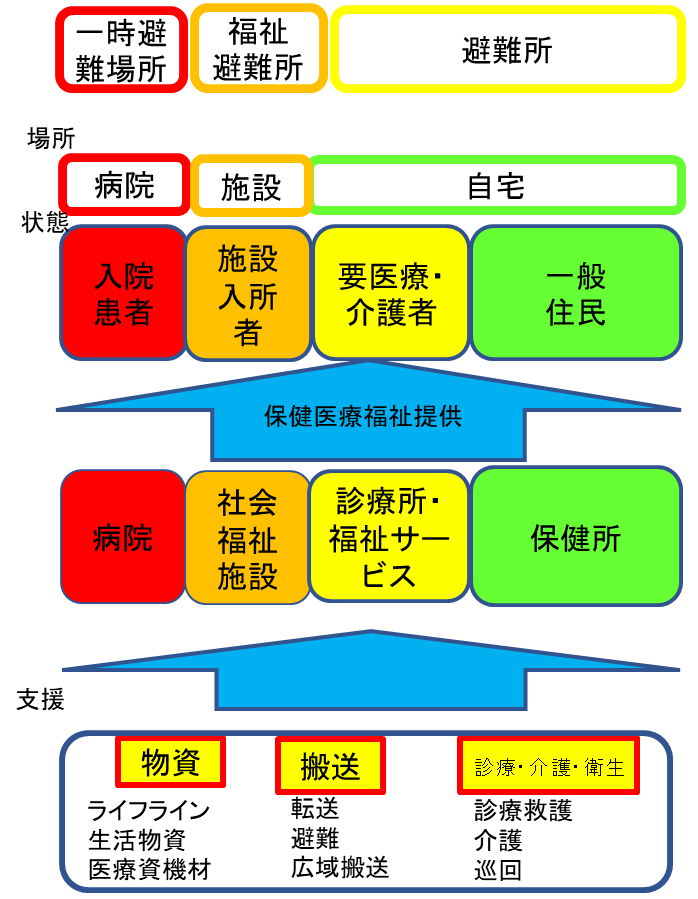 一時避
難場所
福祉
避難所
避難所
場所
病院
施設
自宅
状態
入院
患者
施設
入所
者
要医療・
介護者
一般
住民
保健医療福祉提供
病院
社会
福祉
施設
診療所・
福祉サー
ビス
保健所
支援
物資
ライフライン
生活物資
医療資機材
搬送
転送
避難
広域搬送
診療・介護・衛生
診療救護
介護
巡回